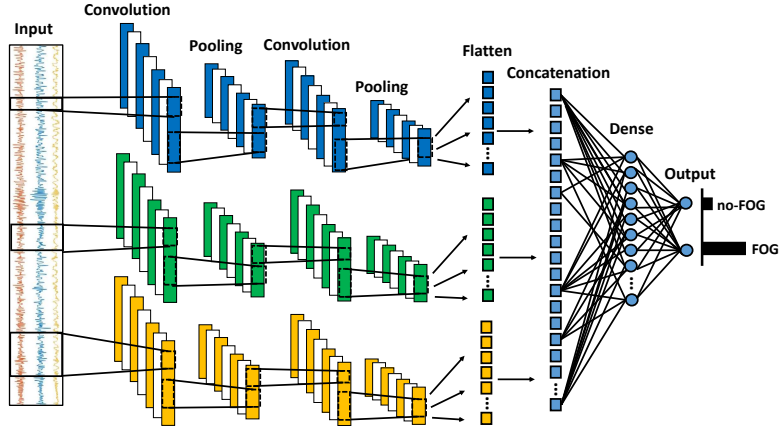 Input
Convolution
Pooling
Convolution
Pooling
Flatten
Concatenation
Dense
Output
no-FOG
FOG